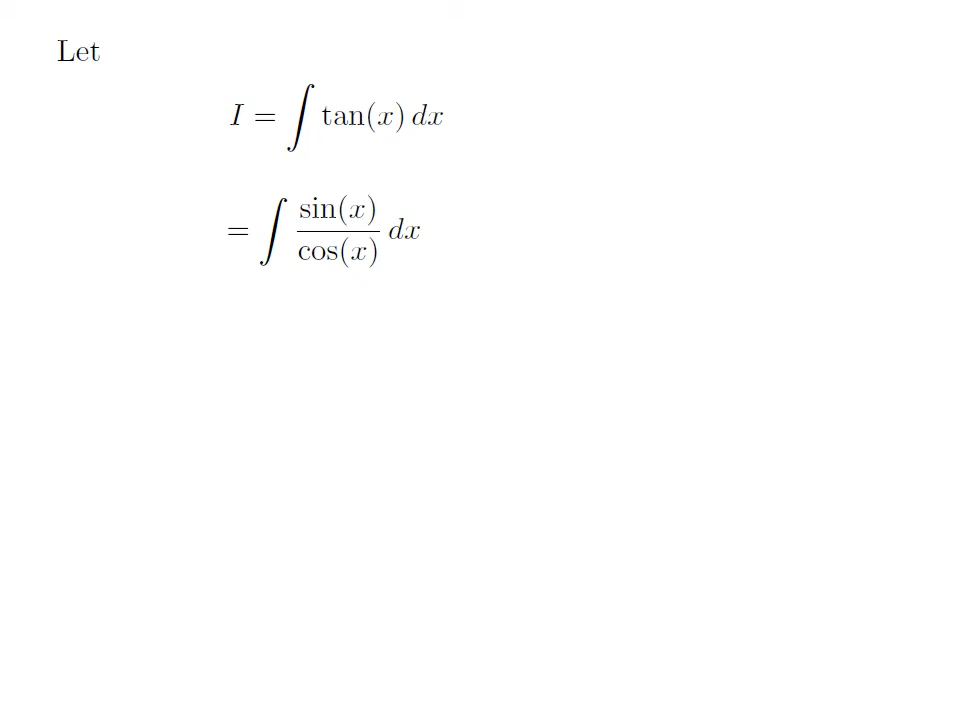 Let
I = ∫ tan(x) dx
= ∫ sin(x)/cos(x) dx